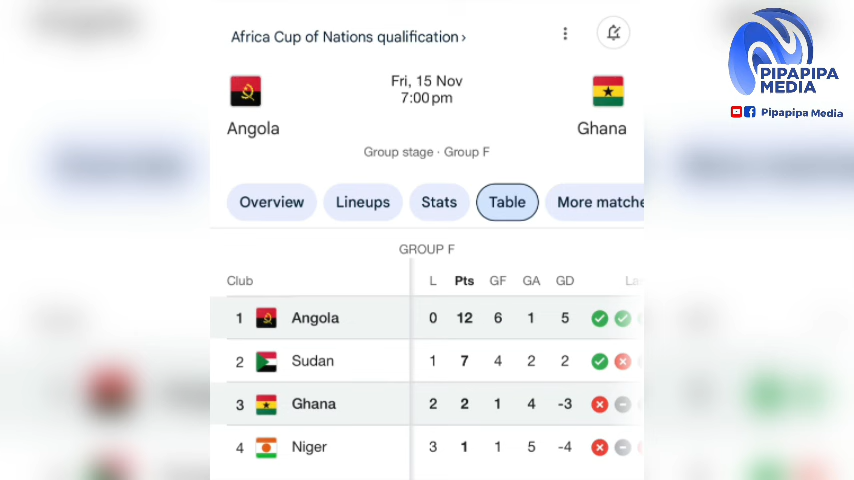 Africa Cup of Nations qualification ›
PIPAPIPA
MEDIA
Pipapipa Media
Fri, 15 Nov
7:00 pm
Angola
Ghana
Group stage · Group F
Overview
Lineups
Stats
Table
More matche
GROUP F
Club L Pts GF GA GD La
1 Angola 0 12 6 1 5
2 Sudan 1 7 4 2 2
3 Ghana 2 2 1 4 -3
4 Niger 3 1 1 5 -4